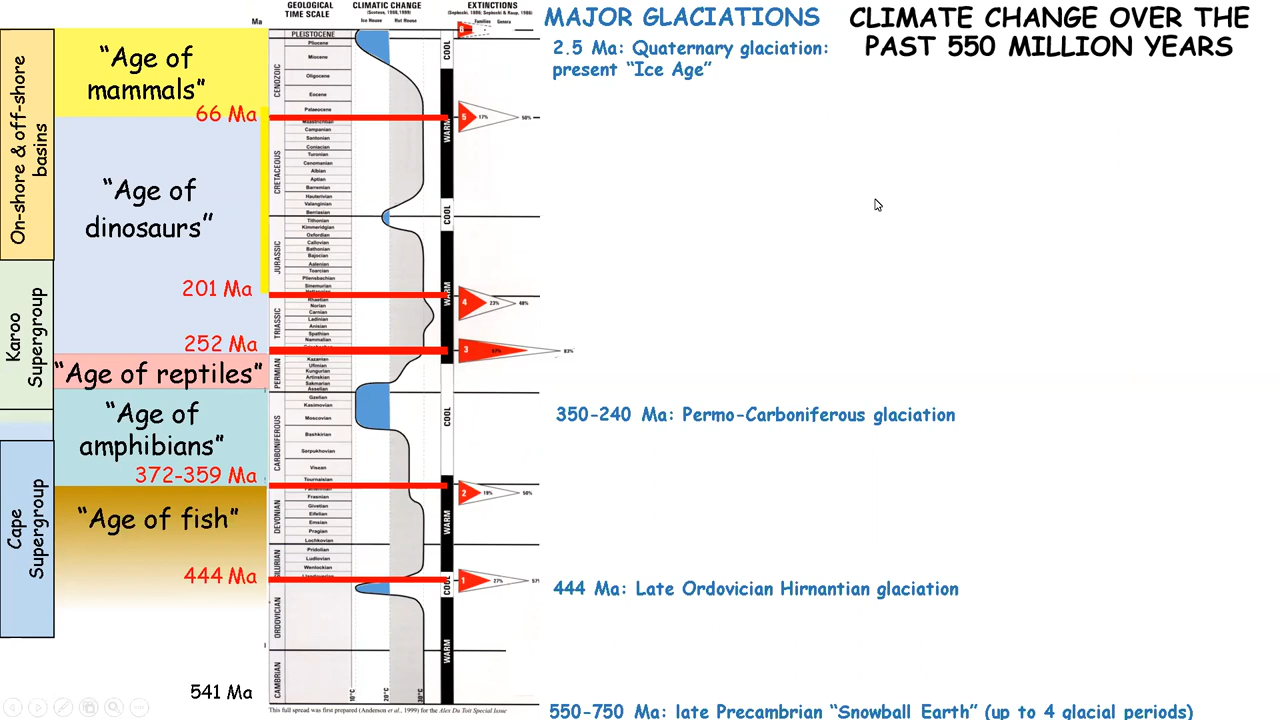 CLIMATE CHANGE OVER THE
PAST 550 MILLION YEARS
MAJOR GLACIATIONS
2.5 Ma: Quaternary glaciation:
present “Ice Age”
350-240 Ma: Permo-Carboniferous glaciation
444 Ma: Late Ordovician Hirnantian glaciation
550-750 Ma: late Precambrian “Snowball Earth” (up to 4 glacial periods)
On-shore & off-shore
basins
Karoo
Supergroup
Cape
Supergroup
“Age of
mammals”
66 Ma
“Age of
dinosaurs”
201 Ma
252 Ma
“Age of reptiles”
“Age of
amphibians”
372-359 Ma
“Age of fish”
444 Ma
541 Ma
Ma
GEOLOGICAL
TIME SCALE
CLIMATIC CHANGE
Ice House
Hot House
EXTINCTIONS
Families
Genera
CENOZOIC
CRETACEOUS
JURASSIC
TRIASSIC
PERMIAN
CARBONIFEROUS
DEVONIAN
SILURIAN
ORDOVICIAN
CAMBRIAN
PLEISTOCENE
Pliocene
Miocene
Oligocene
Eocene
Palaeocene
Maastrichtian
Campanian
Santonian
Coniacian
Turonian
Cenomanian
Albian
Aptian
Barremian
Hauterivian
Valanginian
Berriasian
Tithonian
Kimmeridgian
Oxfordian
Callovian
Bathonian
Bajocian
Aalenian
Toarcian
Pliensbachian
Sinemurian
Rhaetian
Norian
Carnian
Ladinian
Anisian
Spathian
Nammalian
Kazanian
Ufimian
Kungurian
Artinskian
Sakmarian
Asselian
Gzelian
Kasimovian
Moscovian
Bashkirian
Serpukhovian
Visean
Tournaisian
Frasnian
Givetian
Eifelian
Emsian
Pragian
Lochkovian
Pridolian
Ludlovian
Wenlockian
10°C
20°C
30°C
COOL
WARM
COOL
WARM
COOL
WARM
COOL
WARM
5
17%
50%
4
23%
48%
3
57%
83%
2
19%
50%
1
27%
57%
This full spread was first prepared (Anderson et al., 1999) for the Alex Du Toit Special Issue